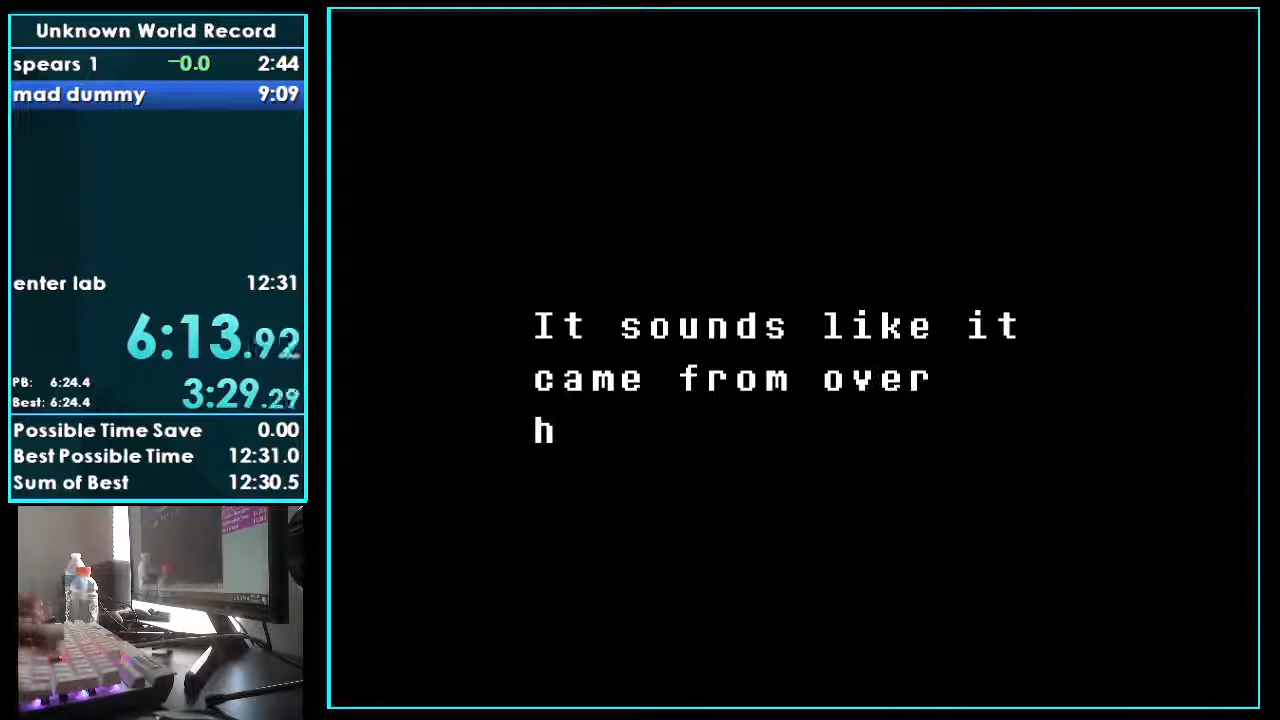 Unknown World Record
spears 1 −0.0 2:44
mad dummy 9:09
enter lab 12:31
6:13.92
PB: 6:24.4
Best: 6:24.4
3:29.29
Possible Time Save 0.00
Best Possible Time 12:31.0
Sum of Best 12:30.5
It sounds like it
came from over
h